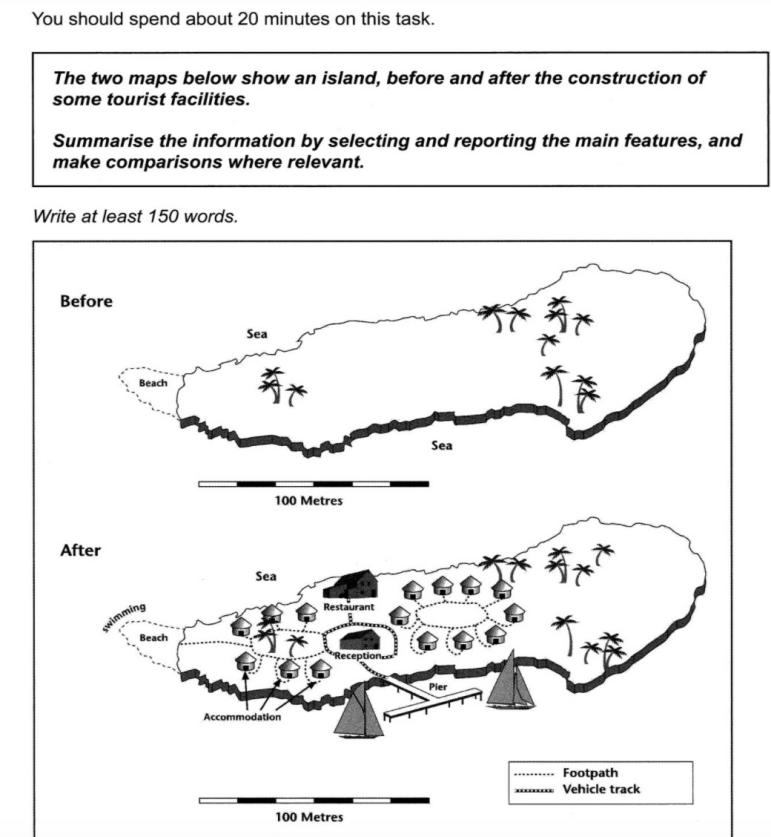 You should spend about 20 minutes on this task.
The two maps below show an island, before and after the construction of
some tourist facilities.
Summarise the information by selecting and reporting the main features, and
make comparisons where relevant.
Write at least 150 words.
Before
Sea
Beach
Sea
100 Metres
After
Sea
Restaurant
swimming
Beach
Reception
Pier
Accommodation
Footpath
Vehicle track
100 Metres